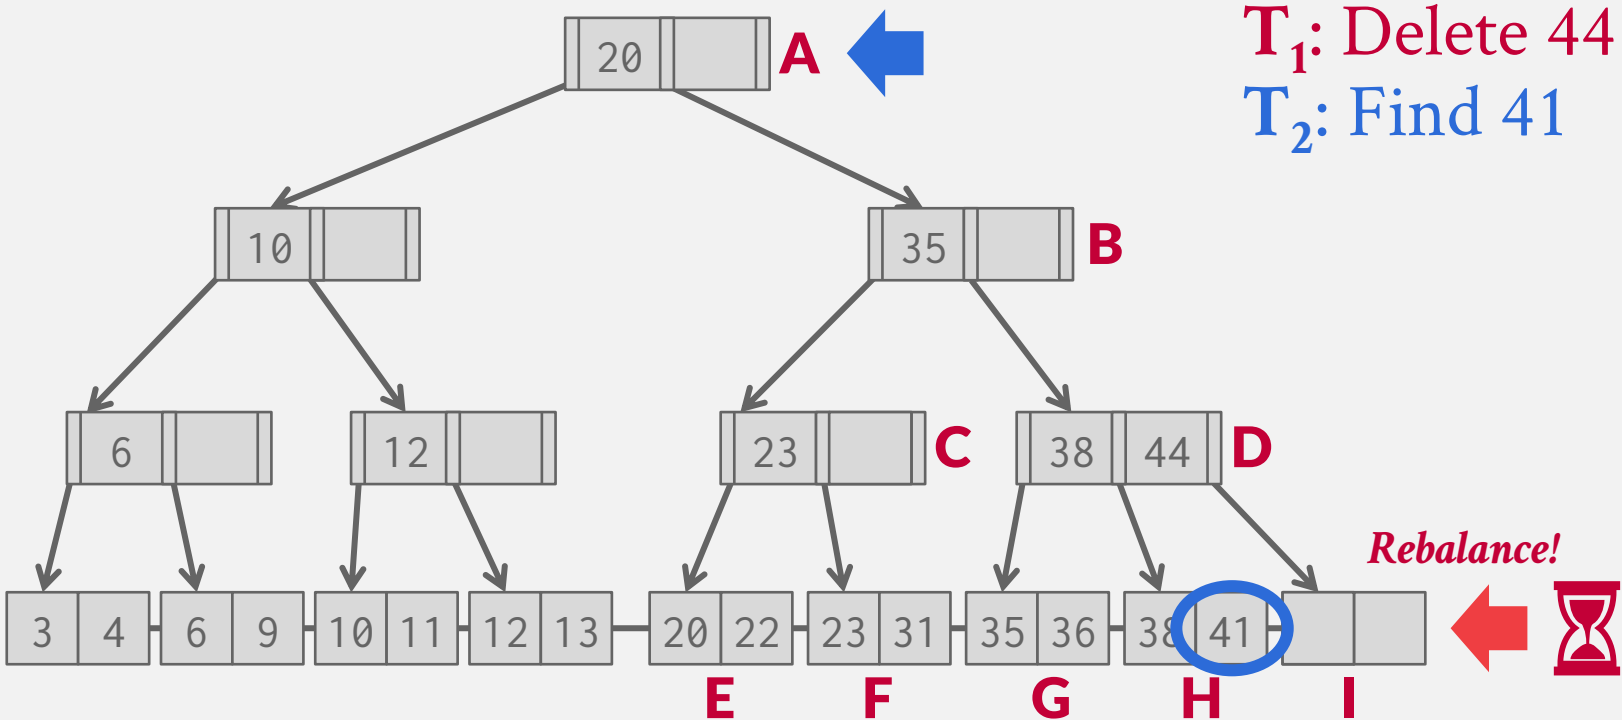 T1: Delete 44
T2: Find 41
20 A
10 35 B
6 12 23 C 38 44 D
Rebalance!
3 4 6 9 10 11 12 13 20 22 23 31 35 36 38 41
E F G H I